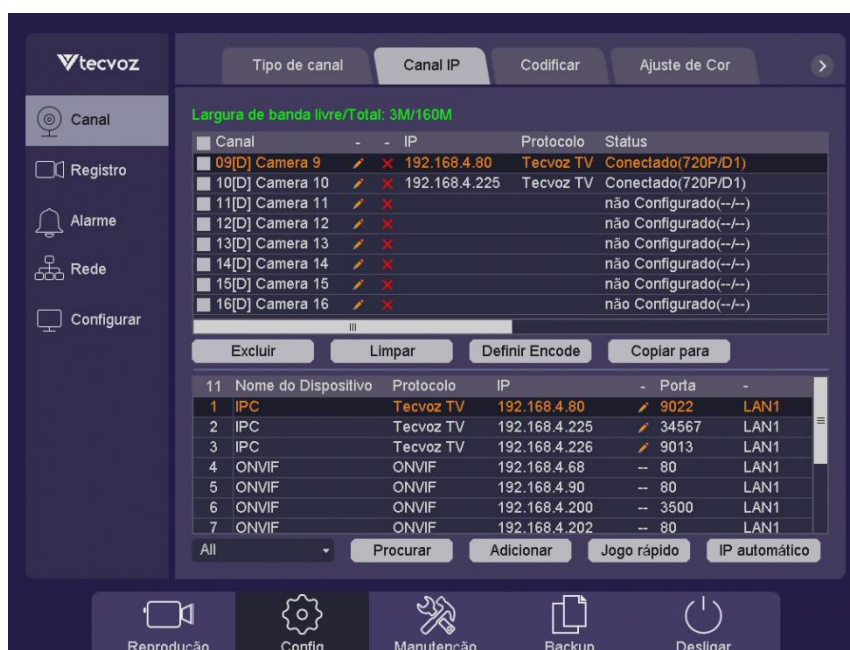 tecvoz
Tipo de canal Canal IP Codificar Ajuste de Cor >
Canal
Registro
Alarme
Rede
Configurar
Largura de banda livre/Total: 3M/160M
Canal - - IP Protocolo Status
09[D] Camera 9 192.168.4.80 Tecvoz TV Conectado(720P/D1)
10[D] Camera 10 192.168.4.225 Tecvoz TV Conectado(720P/D1)
11[D] Camera 11 não Configurado(--/--)
12[D] Camera 12 não Configurado(--/--)
13[D] Camera 13 não Configurado(--/--)
14[D] Camera 14 não Configurado(--/--)
15[D] Camera 15 não Configurado(--/--)
16[D] Camera 16 não Configurado(--/--)
Excluir Limpar Definir Encode Copiar para
11 Nome do Dispositivo Protocolo IP - Porta -
1 IPC Tecvoz TV 192.168.4.80 9022 LAN1
2 IPC Tecvoz TV 192.168.4.225 34567 LAN1
3 IPC Tecvoz TV 192.168.4.226 9013 LAN1
4 ONVIF ONVIF 192.168.4.68 -- 80 LAN1
5 ONVIF ONVIF 192.168.4.90 -- 80 LAN1
6 ONVIF ONVIF 192.168.4.200 -- 3500 LAN1
7 ONVIF ONVIF 192.168.4.202 -- 80 LAN1
All Procurar Adicionar Jogo rápido IP automático
Reprodução Config Manutenção Backup Desligar